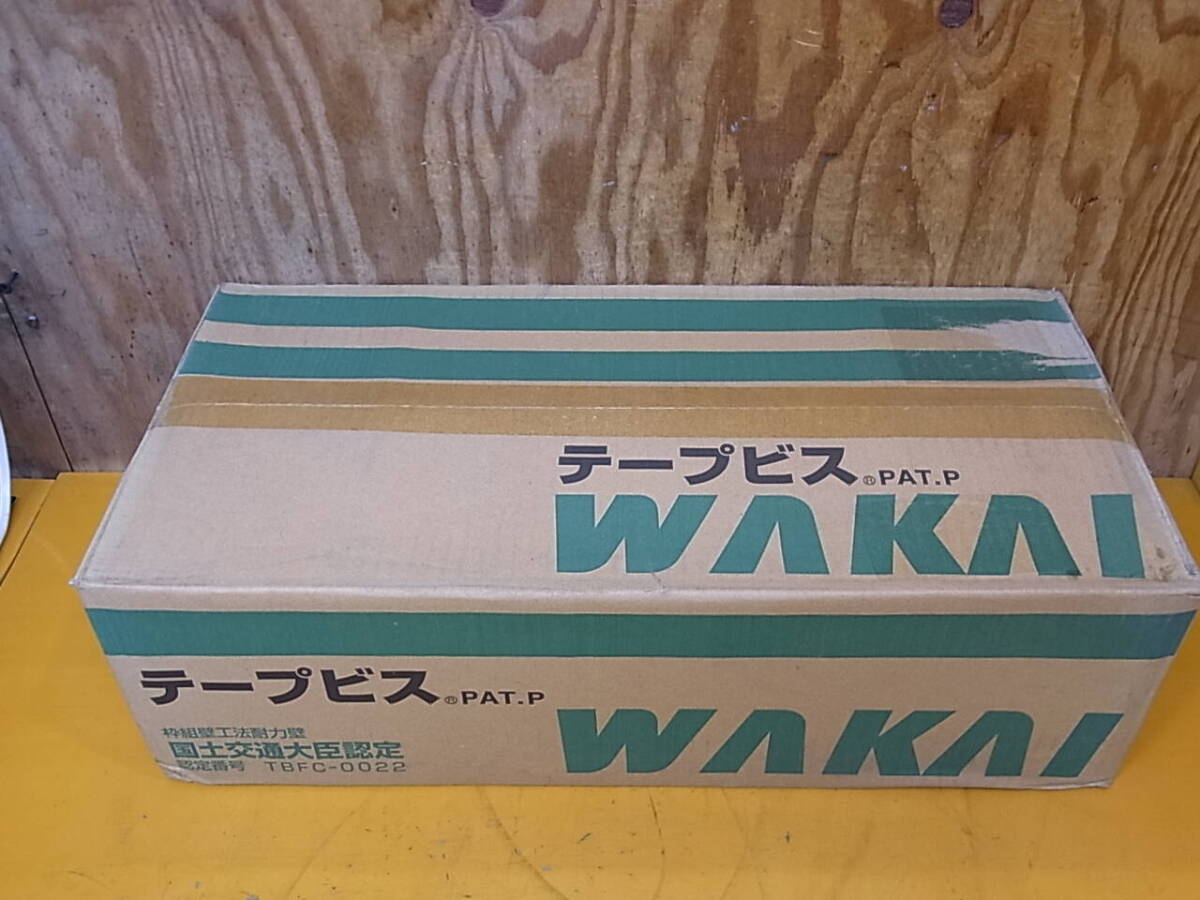 テープビス®PAT.P
WAKAI
テープビス®PAT.P
枠組壁工法耐力壁
国土交通大臣認定
認定番号 TBFC-0022
WAKAI